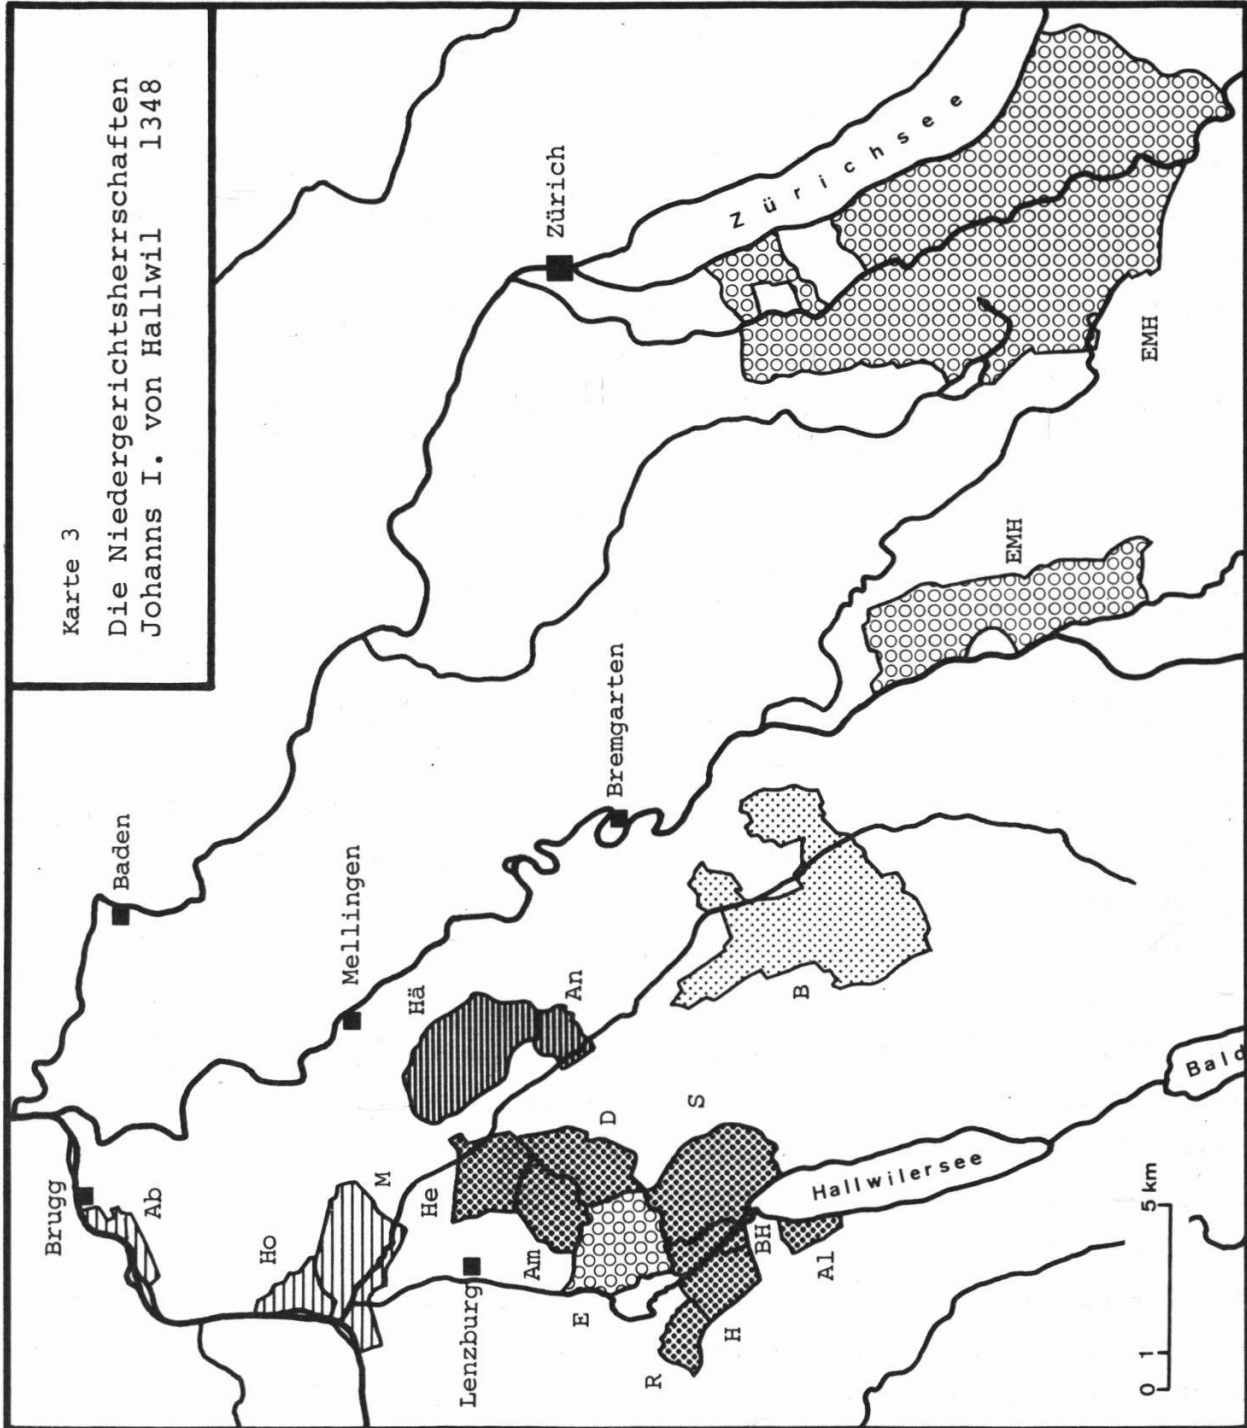 Karte 3
Die Niedergerichtsherrschaften
Johanns I. von Hallwil 1348
Zürich
Zürichsee
EMH
EMH
Bremgarten
Baden
Mellingen
Hä
An
B
Brugg
Ab
Ho
M
He
D
S
Lenzburg
Am
E
BH
Al
H
R
Hallwilersee
Bald
0 1 5 km